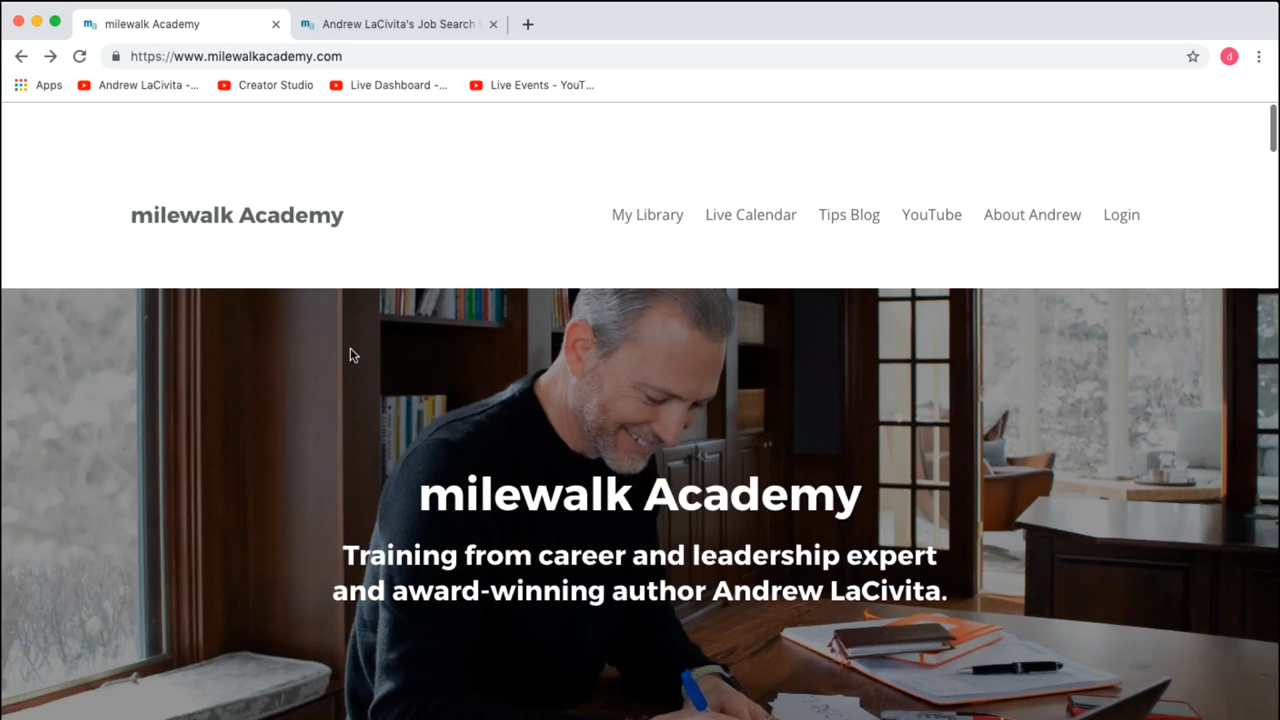 milewalk Academy
Andrew LaCivita's Job Search
https://www.milewalkacademy.com
d
Apps
Andrew LaCivita -...
Creator Studio
Live Dashboard -...
Live Events - YouT...
milewalk Academy
My Library
Live Calendar
Tips Blog
YouTube
About Andrew
Login
milewalk Academy
Training from career and leadership expert
and award-winning author Andrew LaCivita.